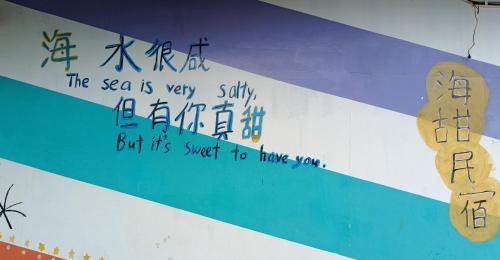 海水很咸
The sea is very salty,
但有你真甜
But it's sweet to have you.
海甜民宿